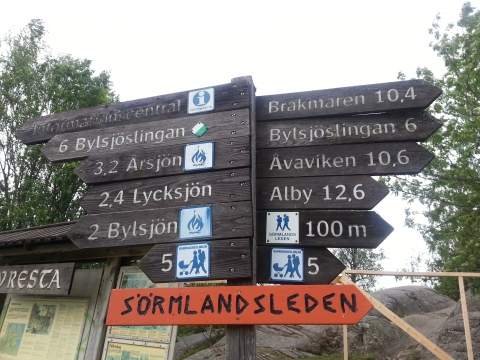 Informationscentral
i
6 Bylsjöslingan
3,2 Årsjön
2,4 Lycksjön
2 Bylsjön
5
Bråkmaren 10,4
Bylsjöslingan 6
Åvaviken 10,6
Alby 12,6
SÖRMLANDS
LEDEN
100 m
5
SÖRMLANDSLEDEN
YRESTA